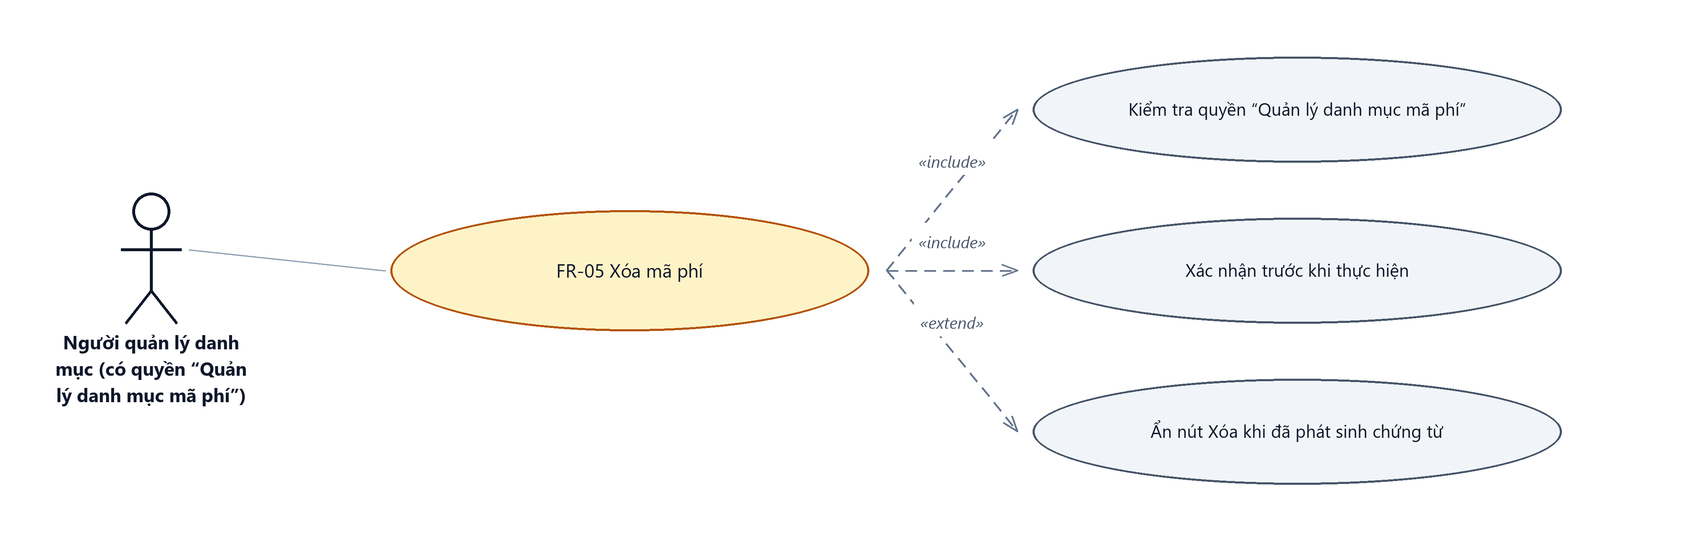 Kiểm tra quyền “Quản lý danh mục mã phí”
«include»
«include»
FR-05 Xóa mã phí
Xác nhận trước khi thực hiện
«extend»
Người quản lý danh
mục (có quyền “Quản
lý danh mục mã phí”)
Ẩn nút Xóa khi đã phát sinh chứng từ